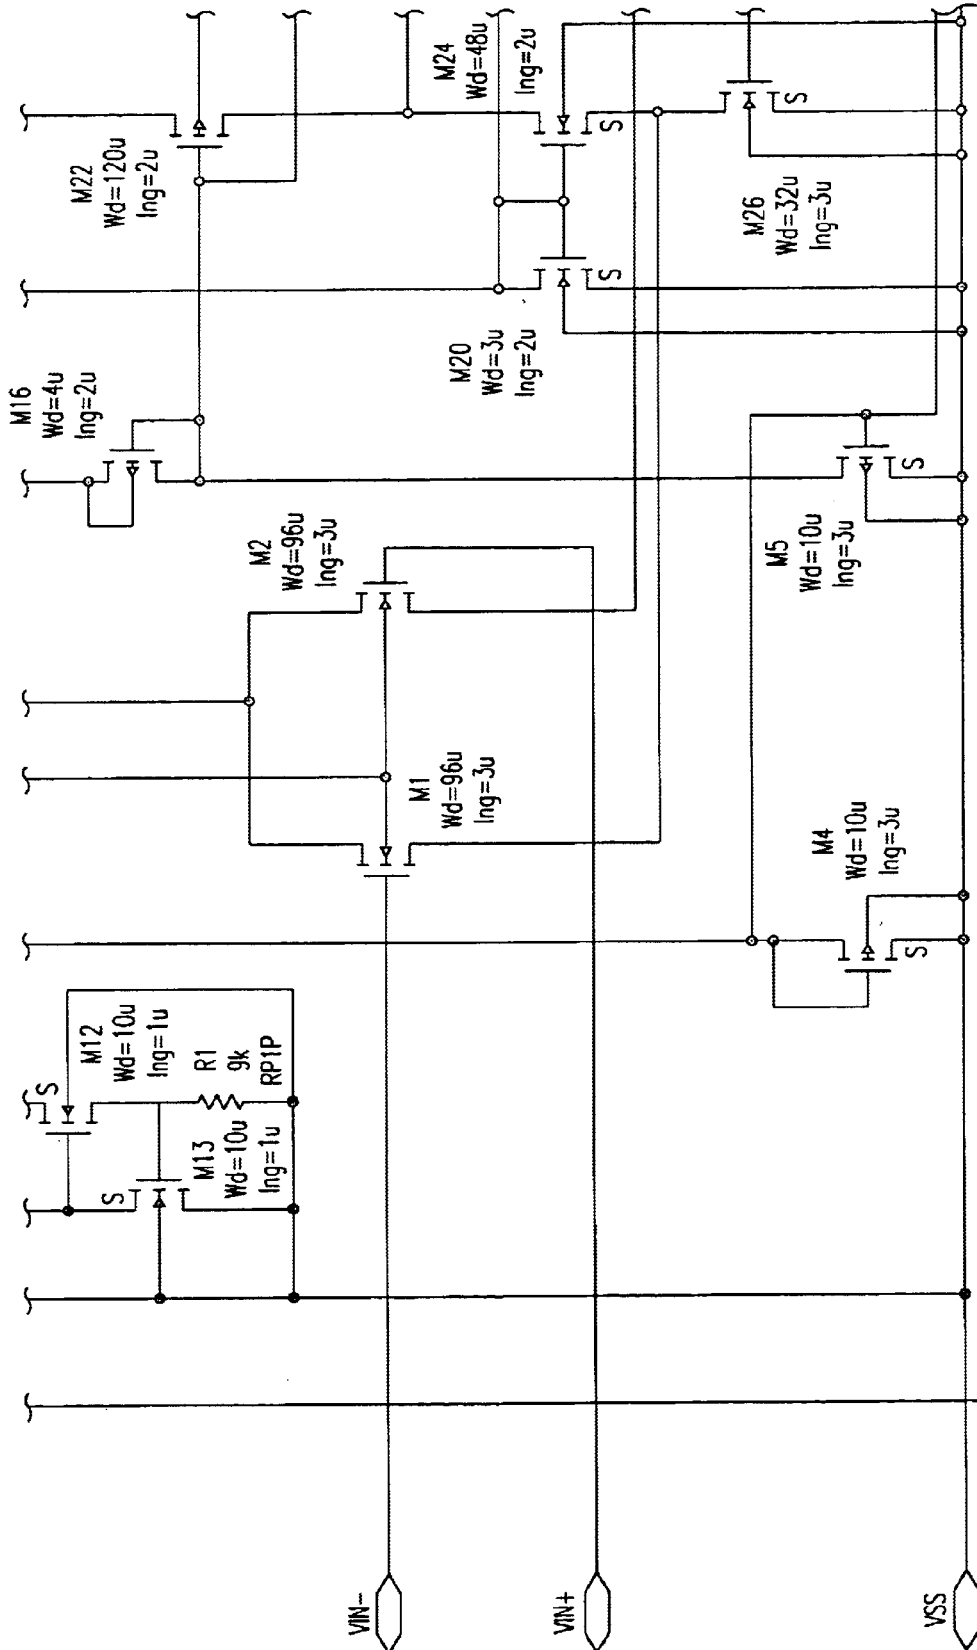 M16
Wd=4u
lng=2u
M22
Wd=120u
lng=2u
M24
Wd=48u
lng=2u
S
M20
Wd=3u
lng=2u
S
M26
Wd=32u
lng=3u
S
M2
Wd=96u
lng=3u
M1
Wd=96u
lng=3u
M5
Wd=10u
lng=3u
S
M4
Wd=10u
lng=3u
S
S
M12
Wd=10u
lng=1u
R1
9k
RP1P
S
M13
Wd=10u
lng=1u
VIN-
VIN+
VSS